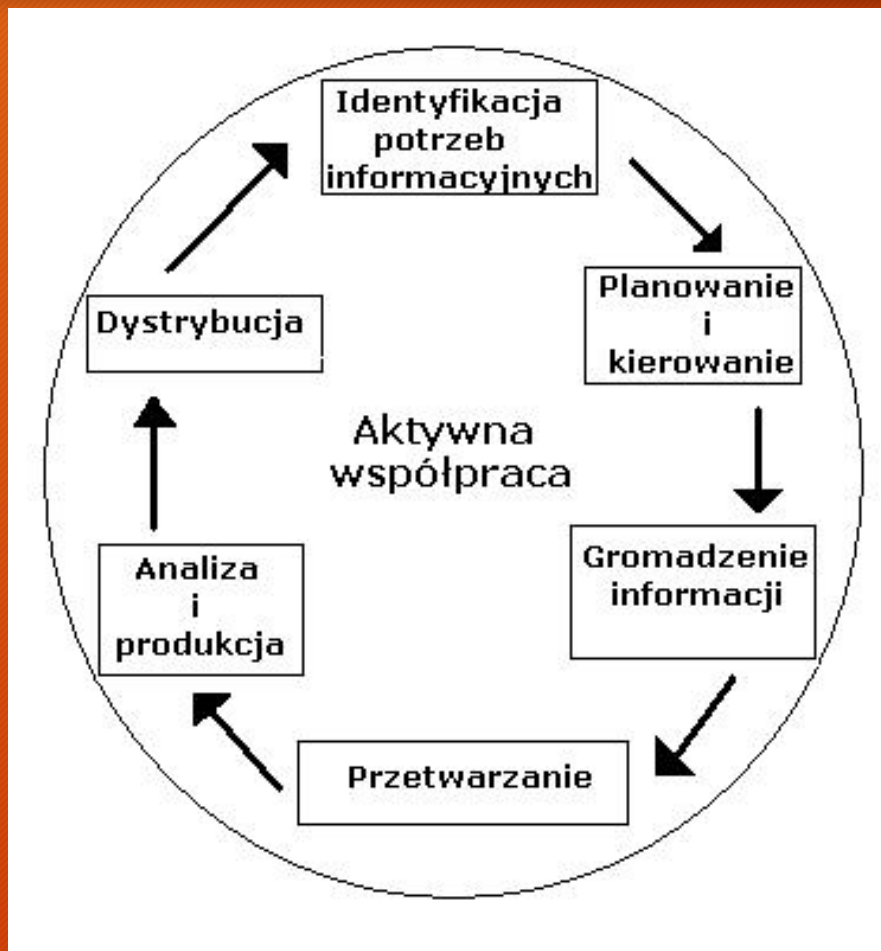 Identyfikacja
potrzeb
informacyjnych
Planowanie
i
kierowanie
Gromadzenie
informacji
Przetwarzanie
Analiza
i
produkcja
Dystrybucja
Aktywna
współpraca